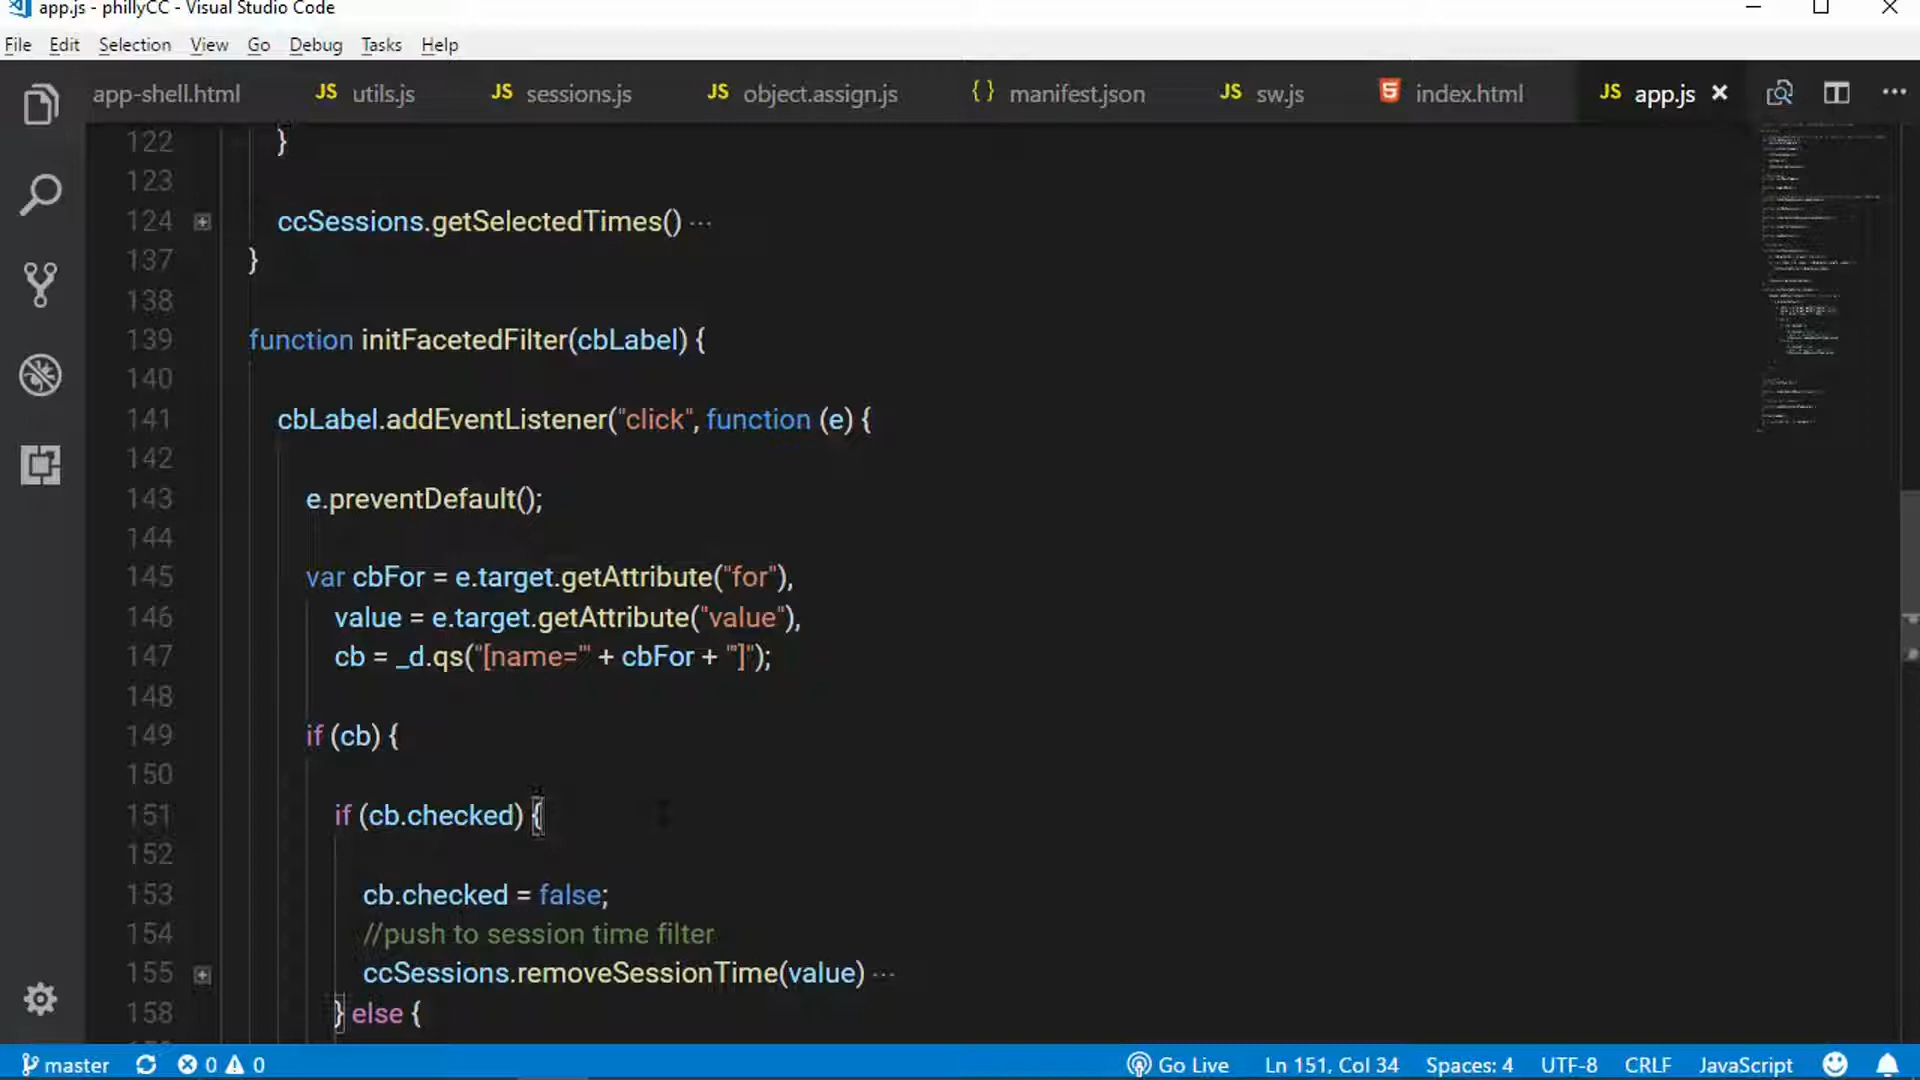 app.js - phillyCC - Visual Studio Code
File Edit Selection View Go Debug Tasks Help
app-shell.html JS utils.js JS sessions.js JS object.assign.js {} manifest.json JS sw.js 5 index.html JS app.js
122 }
123
124 ccSessions.getSelectedTimes() ...
137 }
138
139 function initFacetedFilter(cbLabel) {
140
141 cbLabel.addEventListener("click", function (e) {
142
143 e.preventDefault();
144
145 var cbFor = e.target.getAttribute("for"),
146 value = e.target.getAttribute("value"),
147 cb = _d.qs("[name='" + cbFor + "']");
148
149 if (cb) {
150
151 if (cb.checked) {
152
153 cb.checked = false;
154 //push to session time filter
155 ccSessions.removeSessionTime(value) ...
158 } else {
master 0 0 Go Live Ln 151, Col 34 Spaces: 4 UTF-8 CRLF JavaScript